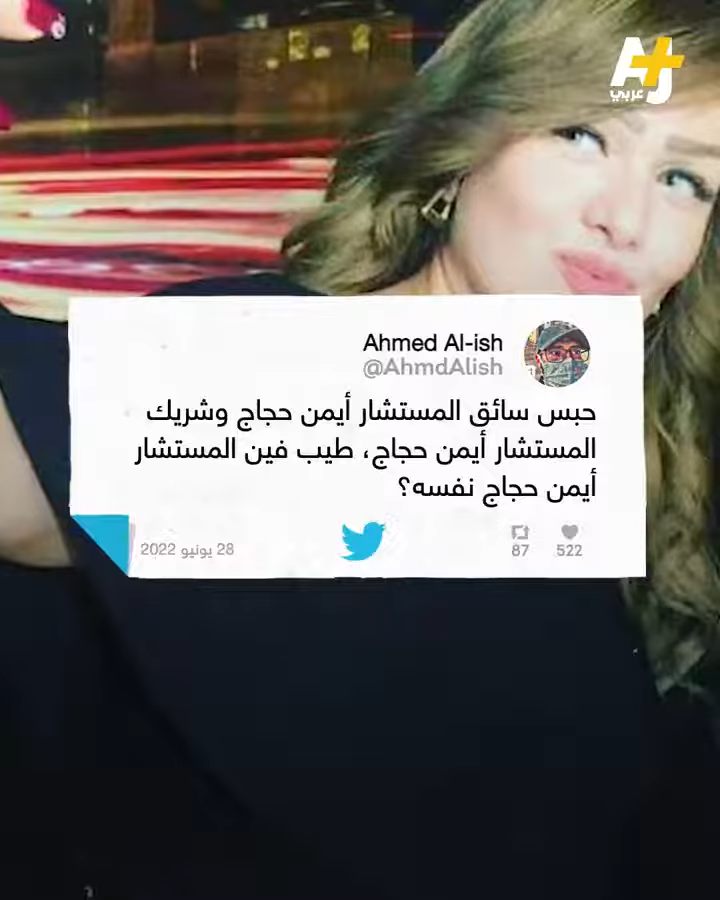 AJ+
عربي
Ahmed Al-ish
@AhmdAlish
حبس سائق المستشار أيمن حجاج وشريك
المستشار أيمن حجاج، طيب فين المستشار
أيمن حجاج نفسه؟
28 يونيو 2022
87
522